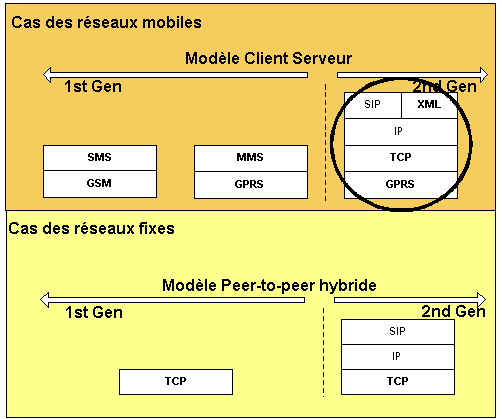 Cas des réseaux mobiles
Modèle Client Serveur
1st Gen
2nd Gen
SIP
XML
IP
SMS
MMS
TCP
GSM
GPRS
GPRS
Cas des réseaux fixes
Modèle Peer-to-peer hybride
1st Gen
2nd Gen
SIP
IP
TCP
TCP